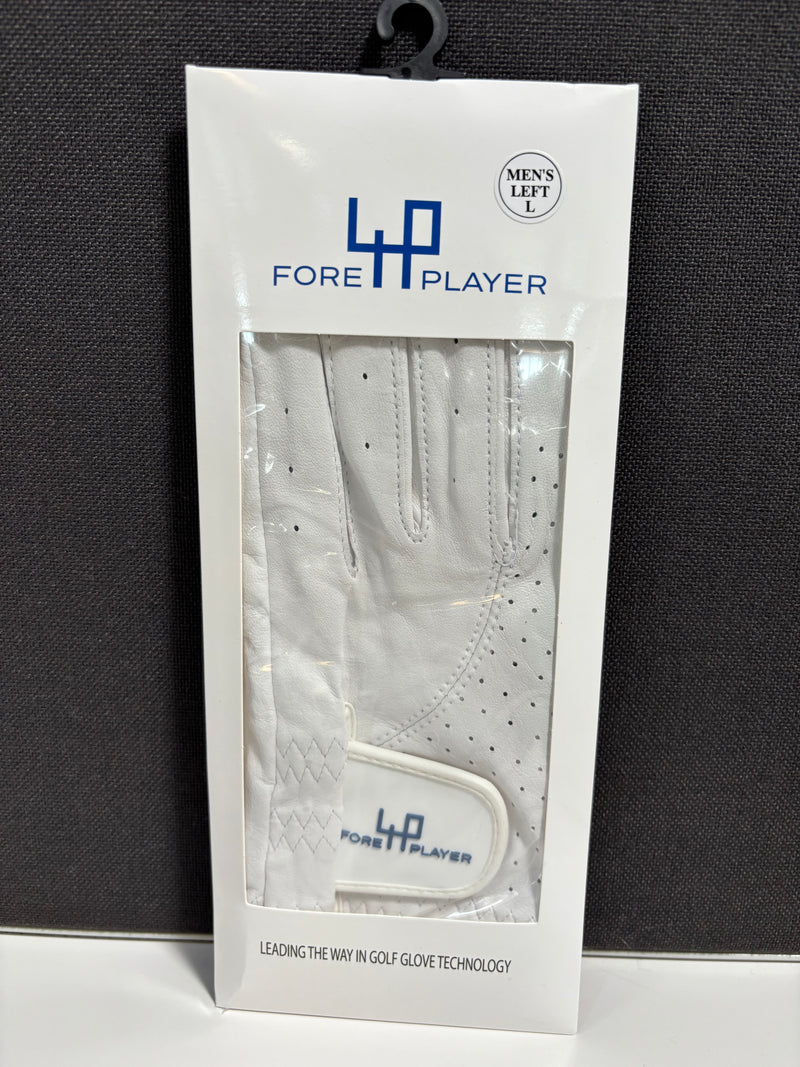 MEN'S
LEFT
L
4P
FORE PLAYER
4P
FORE PLAYER
LEADING THE WAY IN GOLF GLOVE TECHNOLOGY